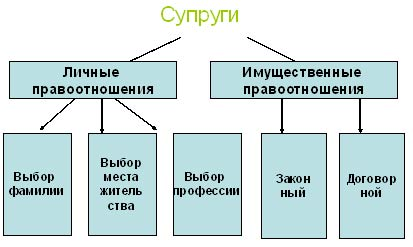 Супруги
Личные
правоотношения
Имущественные
правоотношения
Выбор
фамилии
Выбор
места
житель
ства
Выбор
профессии
Закон
ный
Договор
ной